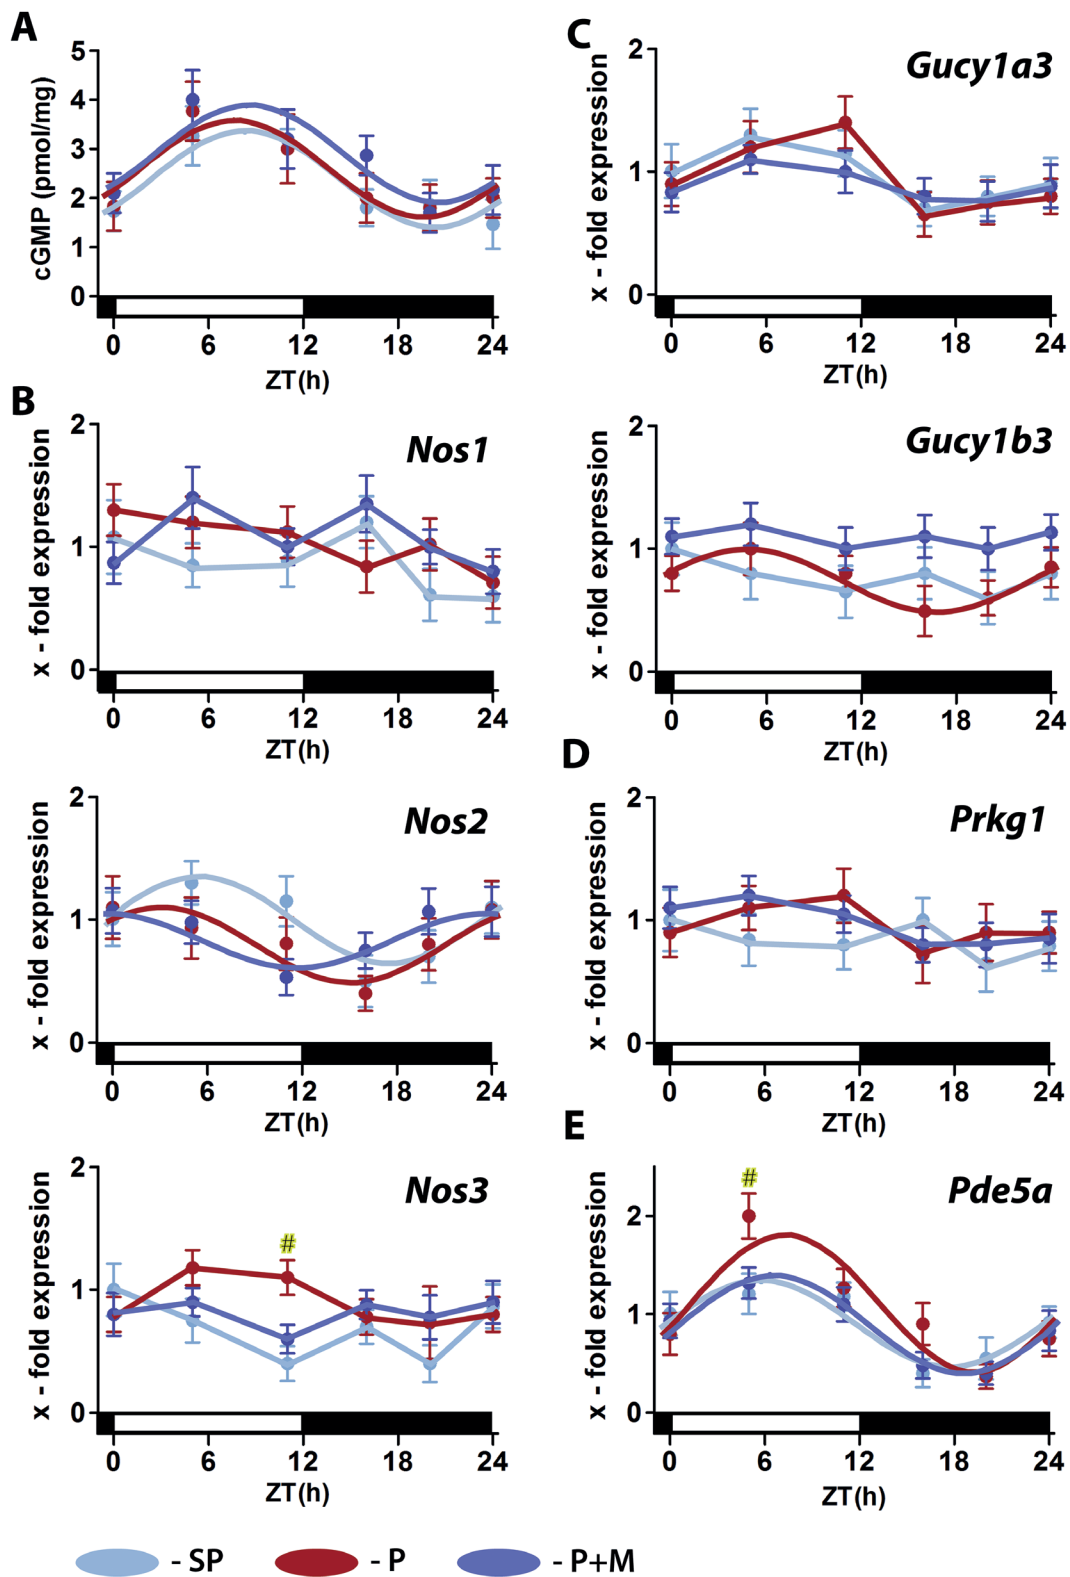 A
cGMP (pmol/mg)
5
4
3
2
1
0
0 6 12 18 24
ZT(h)
B
Nos1
x - fold expression
2
1
0
0 6 12 18 24
ZT(h)
Nos2
x - fold expression
2
1
0
0 6 12 18 24
ZT(h)
Nos3
#
x - fold expression
2
1
0
0 6 12 18 24
ZT(h)
C
Gucy1a3
x - fold expression
2
1
0
0 6 12 18 24
ZT(h)
Gucy1b3
x - fold expression
2
1
0
0 6 12 18 24
ZT(h)
D
Prkg1
x - fold expression
2
1
0
0 6 12 18 24
ZT(h)
E
Pde5a
#
x - fold expression
2
1
0
0 6 12 18 24
ZT(h)
- SP - P - P+M